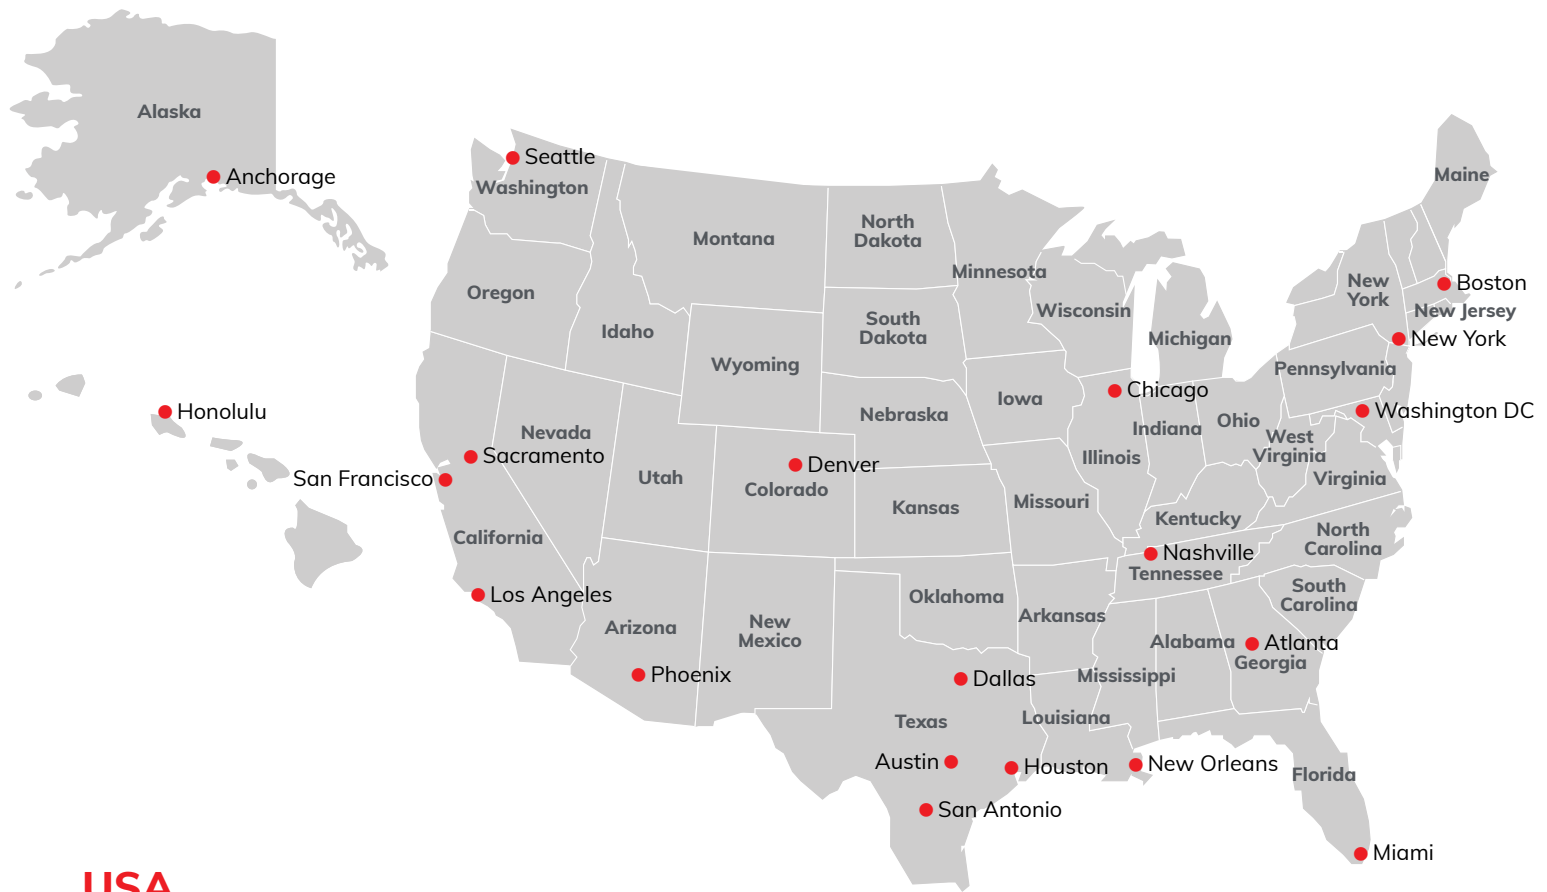 Alaska
Anchorage
Seattle
Washington
Maine
Montana
North
Dakota
Minnesota
Oregon
New
York
Boston
Wisconsin
New Jersey
Idaho
South
Dakota
Michigan
New York
Wyoming
Pennsylvania
Chicago
Iowa
Honolulu
Nebraska
Washington DC
Ohio
Indiana
Nevada
West
Virginia
Sacramento
Illinois
Denver
San Francisco
Utah
Colorado
Virginia
Missouri
Kansas
Kentucky
California
North
Carolina
Nashville
Tennessee
Los Angeles
Oklahoma
South
Carolina
Arkansas
Arizona
New
Mexico
Alabama
Atlanta
Georgia
Phoenix
Dallas
Mississippi
Texas
Louisiana
Austin
Houston
New Orleans
Florida
San Antonio
Miami
USA